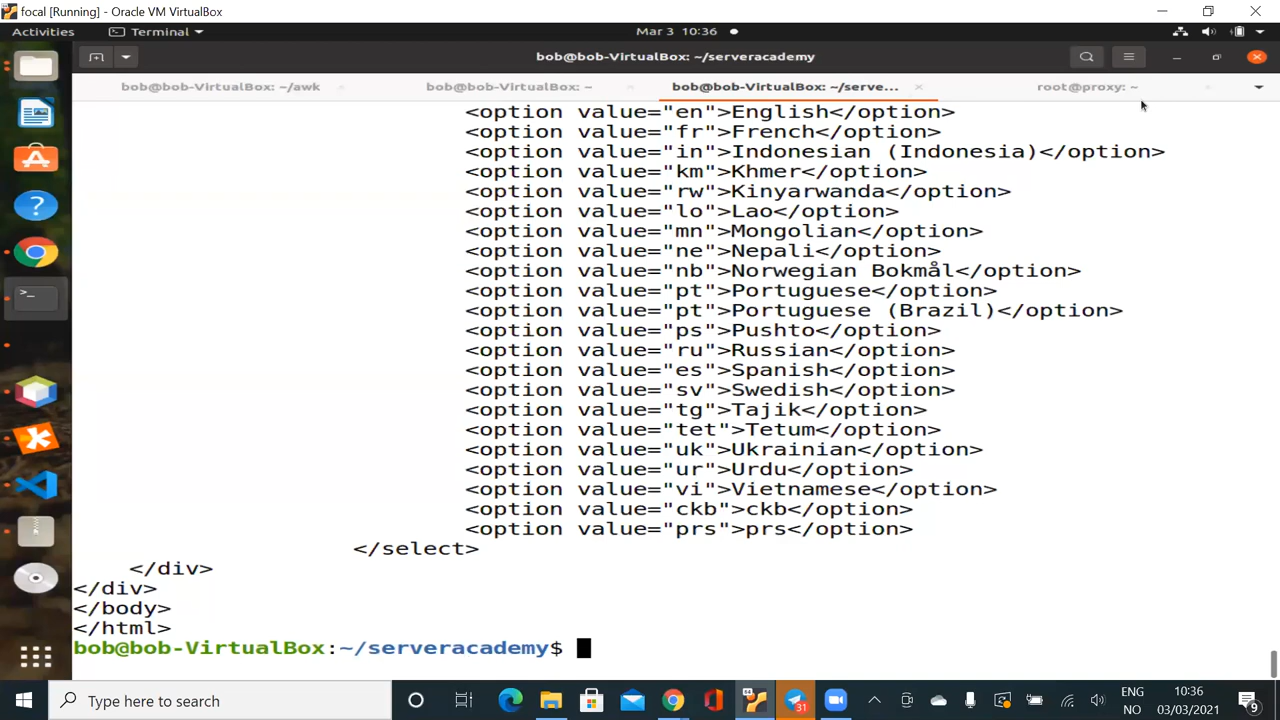 focal [Running] - Oracle VM VirtualBox
Activities Terminal Mar 3 10:36
bob@bob-VirtualBox: ~/serveracademy
bob@bob-VirtualBox: ~/awk bob@bob-VirtualBox: ~ bob@bob-VirtualBox: ~/serve... root@proxy: ~
<option value="en">English</option>
<option value="fr">French</option>
<option value="in">Indonesian (Indonesia)</option>
<option value="km">Khmer</option>
<option value="rw">Kinyarwanda</option>
<option value="lo">Lao</option>
<option value="mn">Mongolian</option>
<option value="ne">Nepali</option>
<option value="nb">Norwegian Bokmål</option>
<option value="pt">Portuguese</option>
<option value="pt">Portuguese (Brazil)</option>
<option value="ps">Pushto</option>
<option value="ru">Russian</option>
<option value="es">Spanish</option>
<option value="sv">Swedish</option>
<option value="tg">Tajik</option>
<option value="tet">Tetum</option>
<option value="uk">Ukrainian</option>
<option value="ur">Urdu</option>
<option value="vi">Vietnamese</option>
<option value="ckb">ckb</option>
<option value="prs">prs</option>
</select>
</div>
</div>
</body>
</html>
bob@bob-VirtualBox:~/serveracademy$
Type here to search
31
ENG
NO
10:36
03/03/2021
9